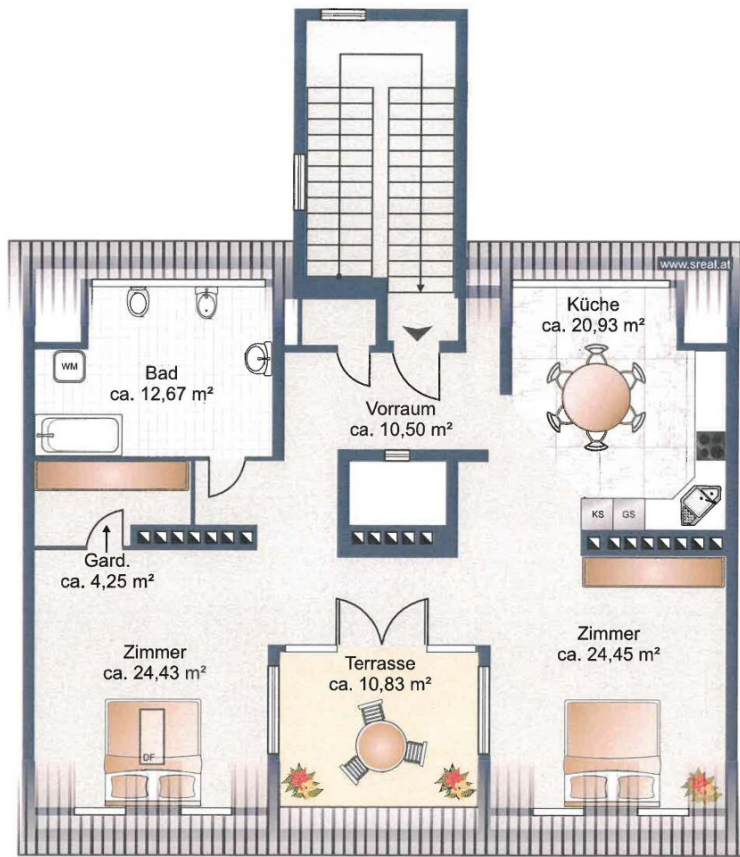 www.sreal.at
Küche
ca. 20,93 m²
WM
Bad
ca. 12,67 m²
Vorraum
ca. 10,50 m²
KS
GS
Gard.
ca. 4,25 m²
Zimmer
ca. 24,43 m²
Terrasse
ca. 10,83 m²
Zimmer
ca. 24,45 m²
DF